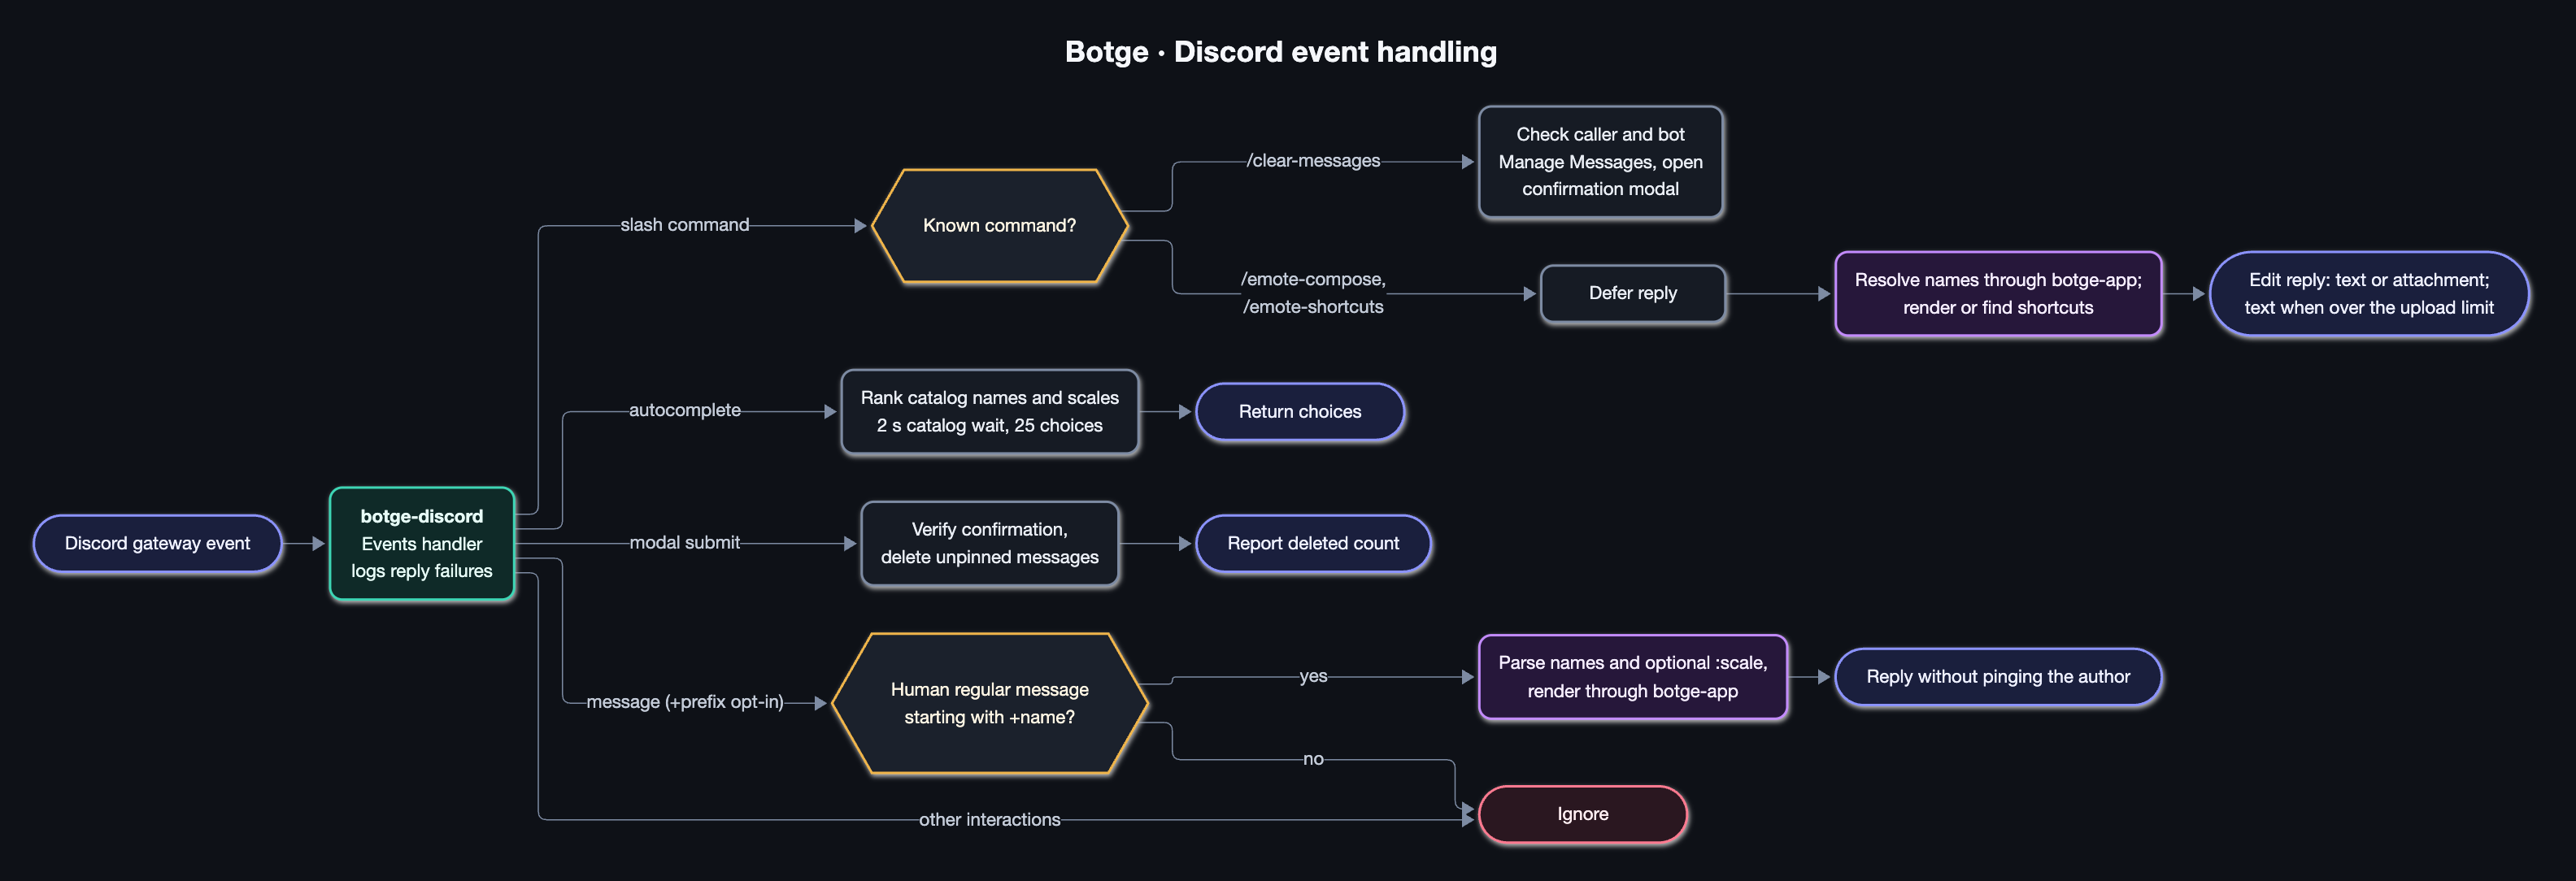 Botge · Discord event handling
Discord gateway event
botge-discord
Events handler
logs reply failures
slash command
Known command?
/clear-messages
Check caller and bot
Manage Messages, open
confirmation modal
/emote-compose,
/emote-shortcuts
Defer reply
Resolve names through botge-app;
render or find shortcuts
Edit reply: text or attachment;
text when over the upload limit
autocomplete
Rank catalog names and scales
2 s catalog wait, 25 choices
Return choices
modal submit
Verify confirmation,
delete unpinned messages
Report deleted count
message (+prefix opt-in)
Human regular message
starting with +name?
yes
Parse names and optional :scale,
render through botge-app
Reply without pinging the author
no
other interactions
Ignore